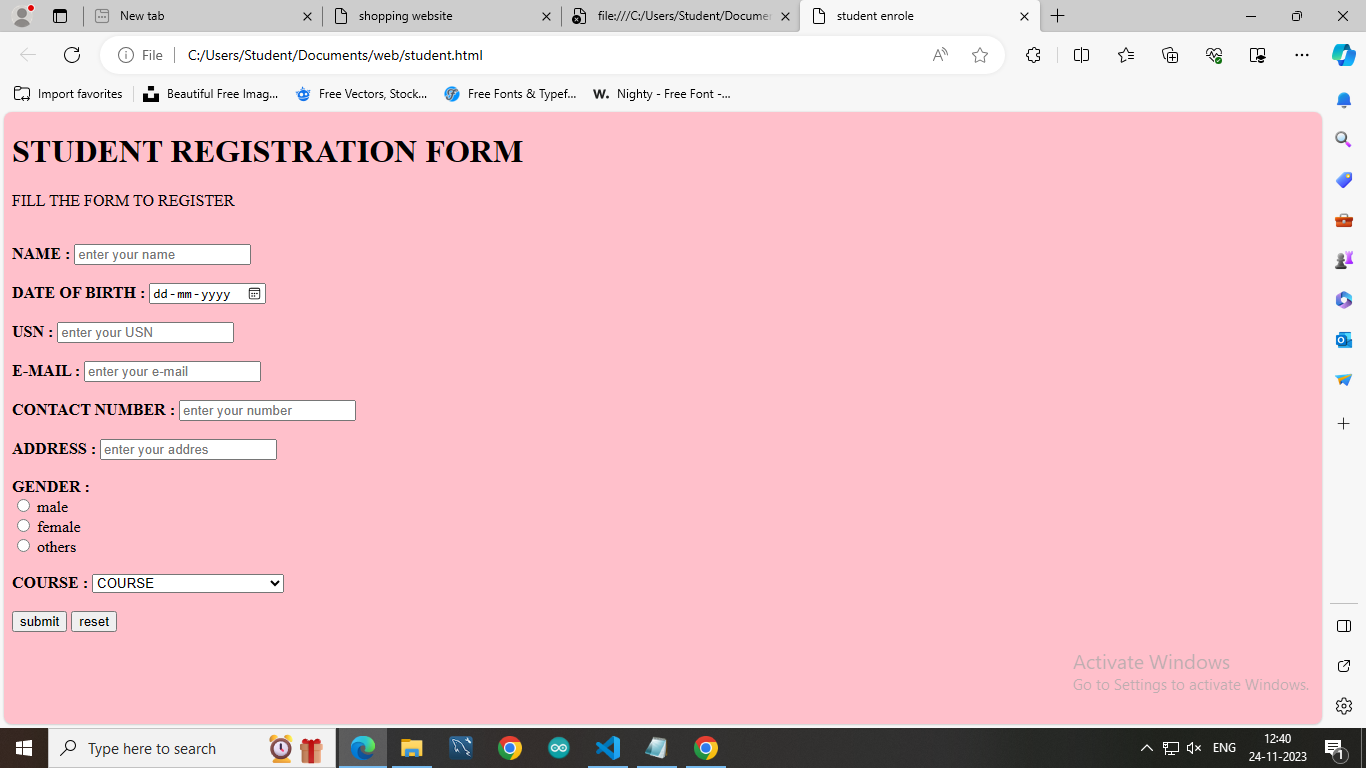 New tab
shopping website
file:///C:/Users/Student/Documen
student enrole
File
C:/Users/Student/Documents/web/student.html
Import favorites
Beautiful Free Imag...
Free Vectors, Stock...
Free Fonts & Typef...
W. Nighty - Free Font -...
STUDENT REGISTRATION FORM
FILL THE FORM TO REGISTER
NAME : enter your name
DATE OF BIRTH : dd-mm-yyyy
USN : enter your USN
E-MAIL : enter your e-mail
CONTACT NUMBER : enter your number
ADDRESS : enter your addres
GENDER :
male
female
others
COURSE : COURSE
submit reset
Activate Windows
Go to Settings to activate Windows.
Type here to search
ENG
12:40
24-11-2023
1